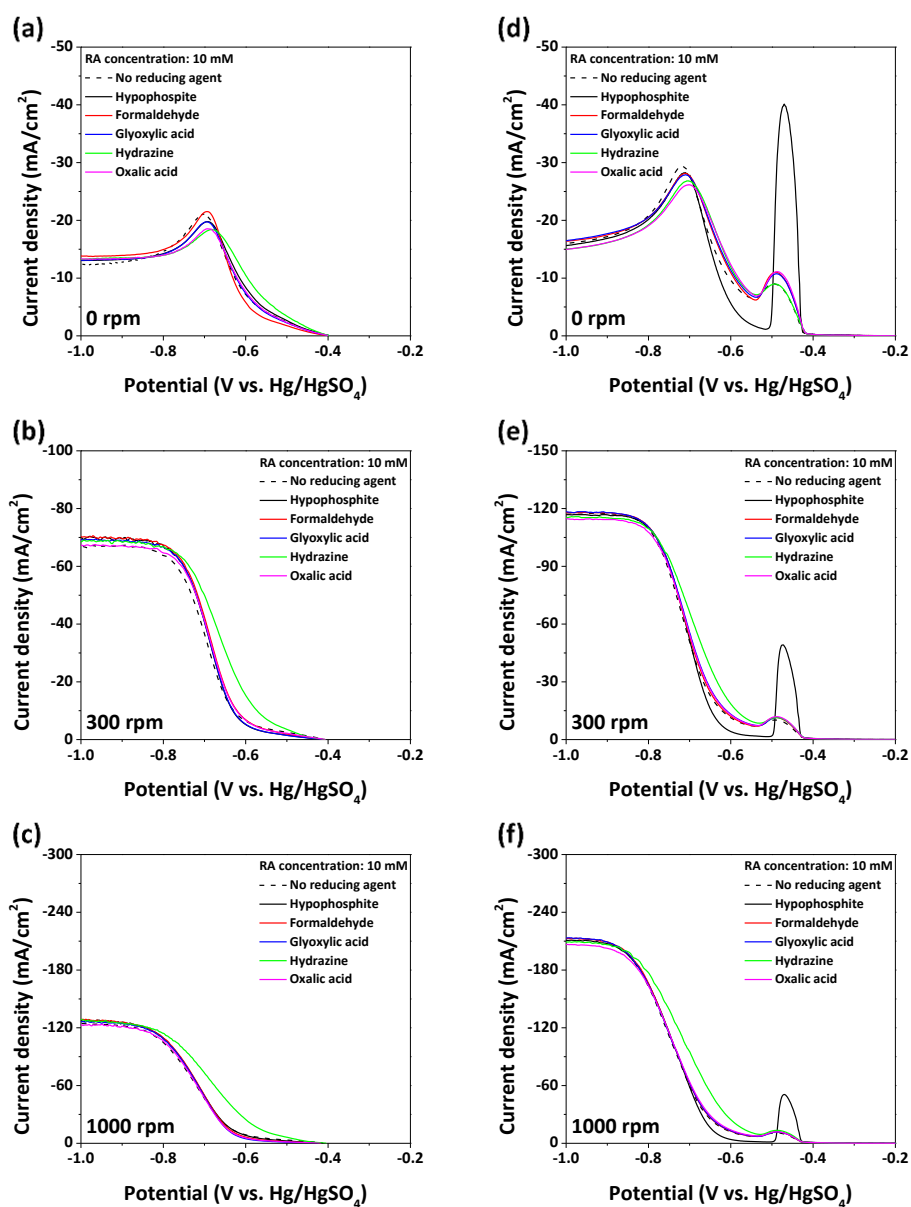 (a)
-50
-40
-30
-20
-10
0
Current density (mA/cm²)
RA concentration: 10 mM
No reducing agent
Hypophospite
Formaldehyde
Glyoxylic acid
Hydrazine
Oxalic acid
0 rpm
-1.0 -0.8 -0.6 -0.4 -0.2
Potential (V vs. Hg/HgSO₄)
(d)
-50
-40
-30
-20
-10
0
Current density (mA/cm²)
RA concentration: 10 mM
No reducing agent
Hypophosphite
Formaldehyde
Glyoxylic acid
Hydrazine
Oxalic acid
0 rpm
-1.0 -0.8 -0.6 -0.4 -0.2
Potential (V vs. Hg/HgSO₄)
(b)
-100
-80
-60
-40
-20
0
Current density (mA/cm²)
RA concentration: 10 mM
No reducing agent
Hypophosphite
Formaldehyde
Glyoxylic acid
Hydrazine
Oxalic acid
300 rpm
-1.0 -0.8 -0.6 -0.4 -0.2
Potential (V vs. Hg/HgSO₄)
(e)
-150
-120
-90
-60
-30
0
Current density (mA/cm²)
RA concentration: 10 mM
No reducing agent
Hypophosphite
Formaldehyde
Glyoxylic acid
Hydrazine
Oxalic acid
300 rpm
-1.0 -0.8 -0.6 -0.4 -0.2
Potential (V vs. Hg/HgSO₄)
(c)
-300
-240
-180
-120
-60
0
Current density (mA/cm²)
RA concentration: 10 mM
No reducing agent
Hypophosphite
Formaldehyde
Glyoxylic acid
Hydrazine
Oxalic acid
1000 rpm
-1.0 -0.8 -0.6 -0.4 -0.2
Potential (V vs. Hg/HgSO₄)
(f)
-300
-240
-180
-120
-60
0
Current density (mA/cm²)
RA concentration: 10 mM
No reducing agent
Hypophosphite
Formaldehyde
Glyoxylic acid
Hydrazine
Oxalic acid
1000 rpm
-1.0 -0.8 -0.6 -0.4 -0.2
Potential (V vs. Hg/HgSO₄)